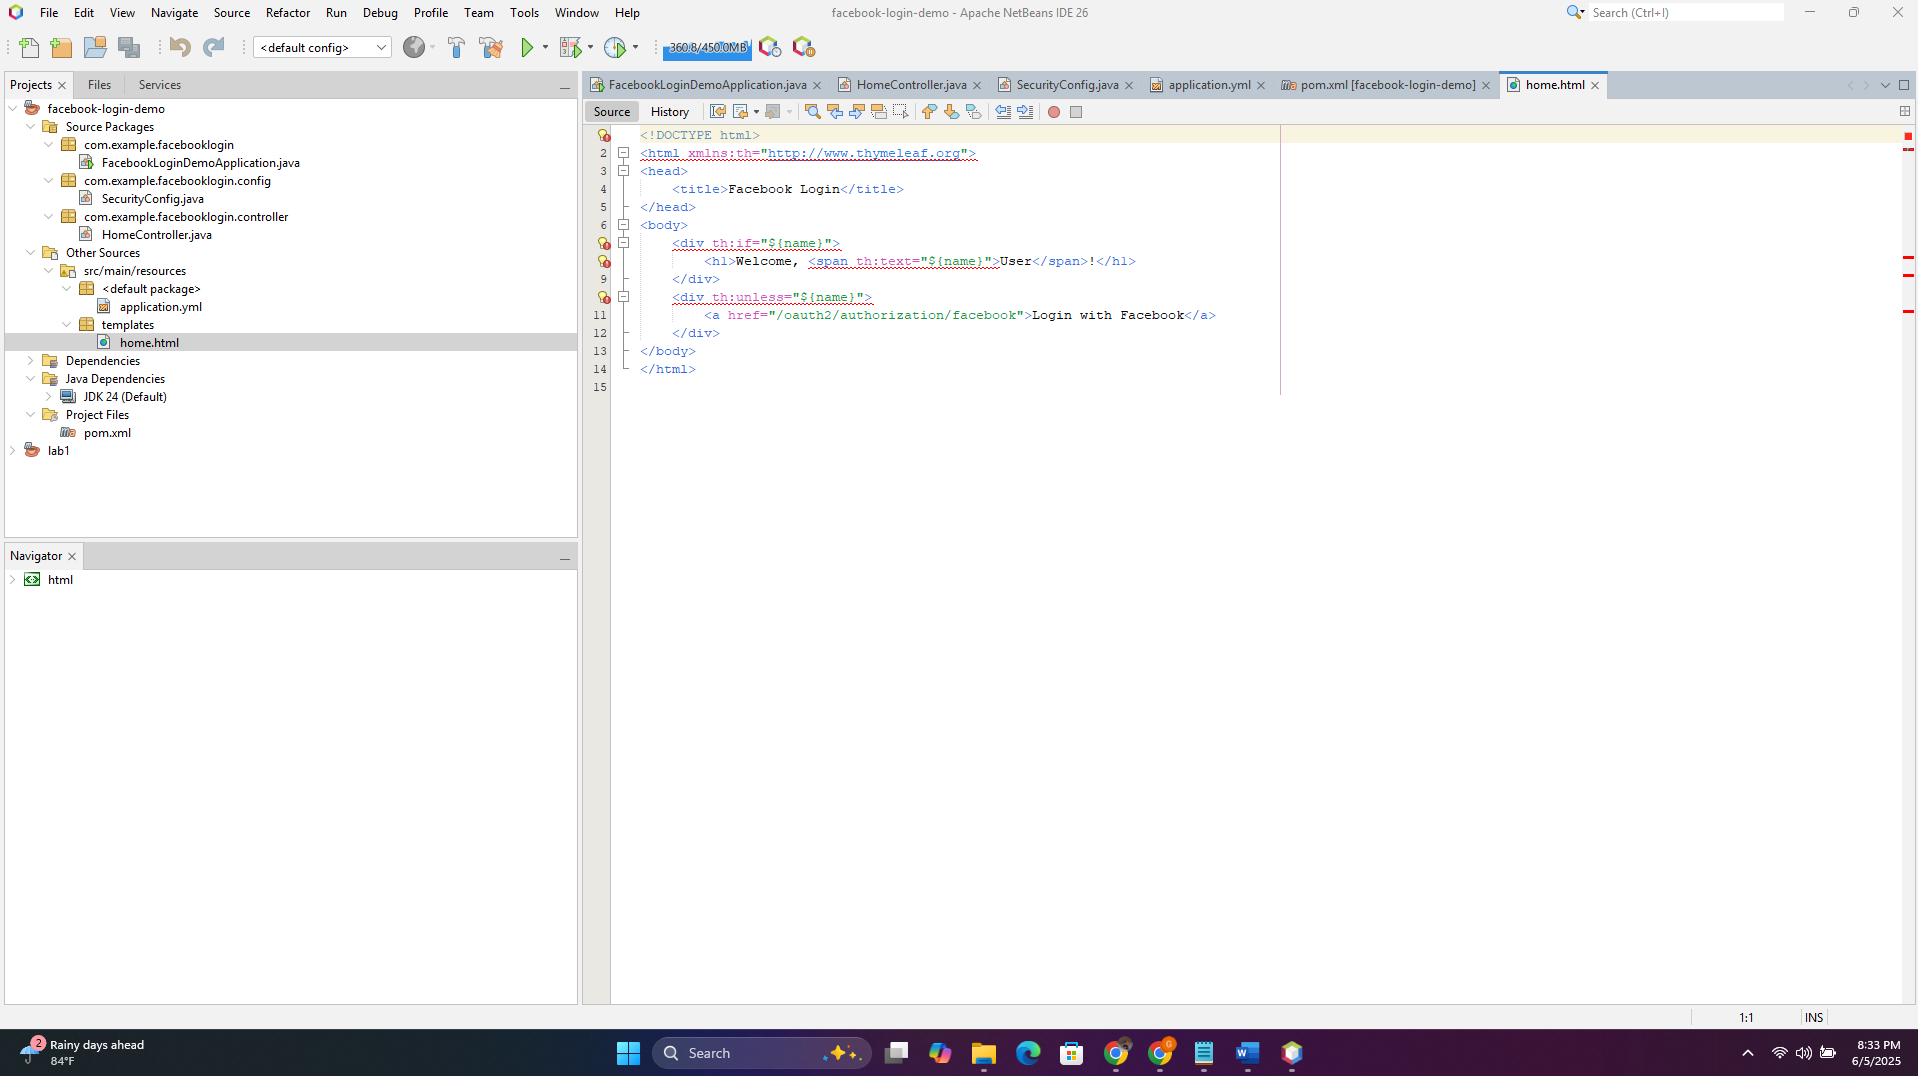 File Edit View Navigate Source Refactor Run Debug Profile Team Tools Window Help
facebook-login-demo - Apache NetBeans IDE 26
Search (Ctrl+I)
<default config>
360.8/450.0MB
Projects Files Services
facebook-login-demo
Source Packages
com.example.facebooklogin
FacebookLoginDemoApplication.java
com.example.facebooklogin.config
SecurityConfig.java
com.example.facebooklogin.controller
HomeController.java
Other Sources
src/main/resources
<default package>
application.yml
templates
home.html
Dependencies
Java Dependencies
JDK 24 (Default)
Project Files
pom.xml
lab1
Navigator
html
FacebookLoginDemoApplication.java HomeController.java SecurityConfig.java application.yml pom.xml [facebook-login-demo] home.html
Source History
<!DOCTYPE html>
2 <html xmlns:th="http://www.thymeleaf.org">
3 <head>
4 <title>Facebook Login</title>
5 </head>
6 <body>
<div th:if="${name}">
<h1>Welcome, <span th:text="${name}">User</span>!</h1>
9 </div>
<div th:unless="${name}">
11 <a href="/oauth2/authorization/facebook">Login with Facebook</a>
12 </div>
13 </body>
14 </html>
15
1:1 INS
2
Rainy days ahead
84°F
Search
G
8:33 PM
6/5/2025